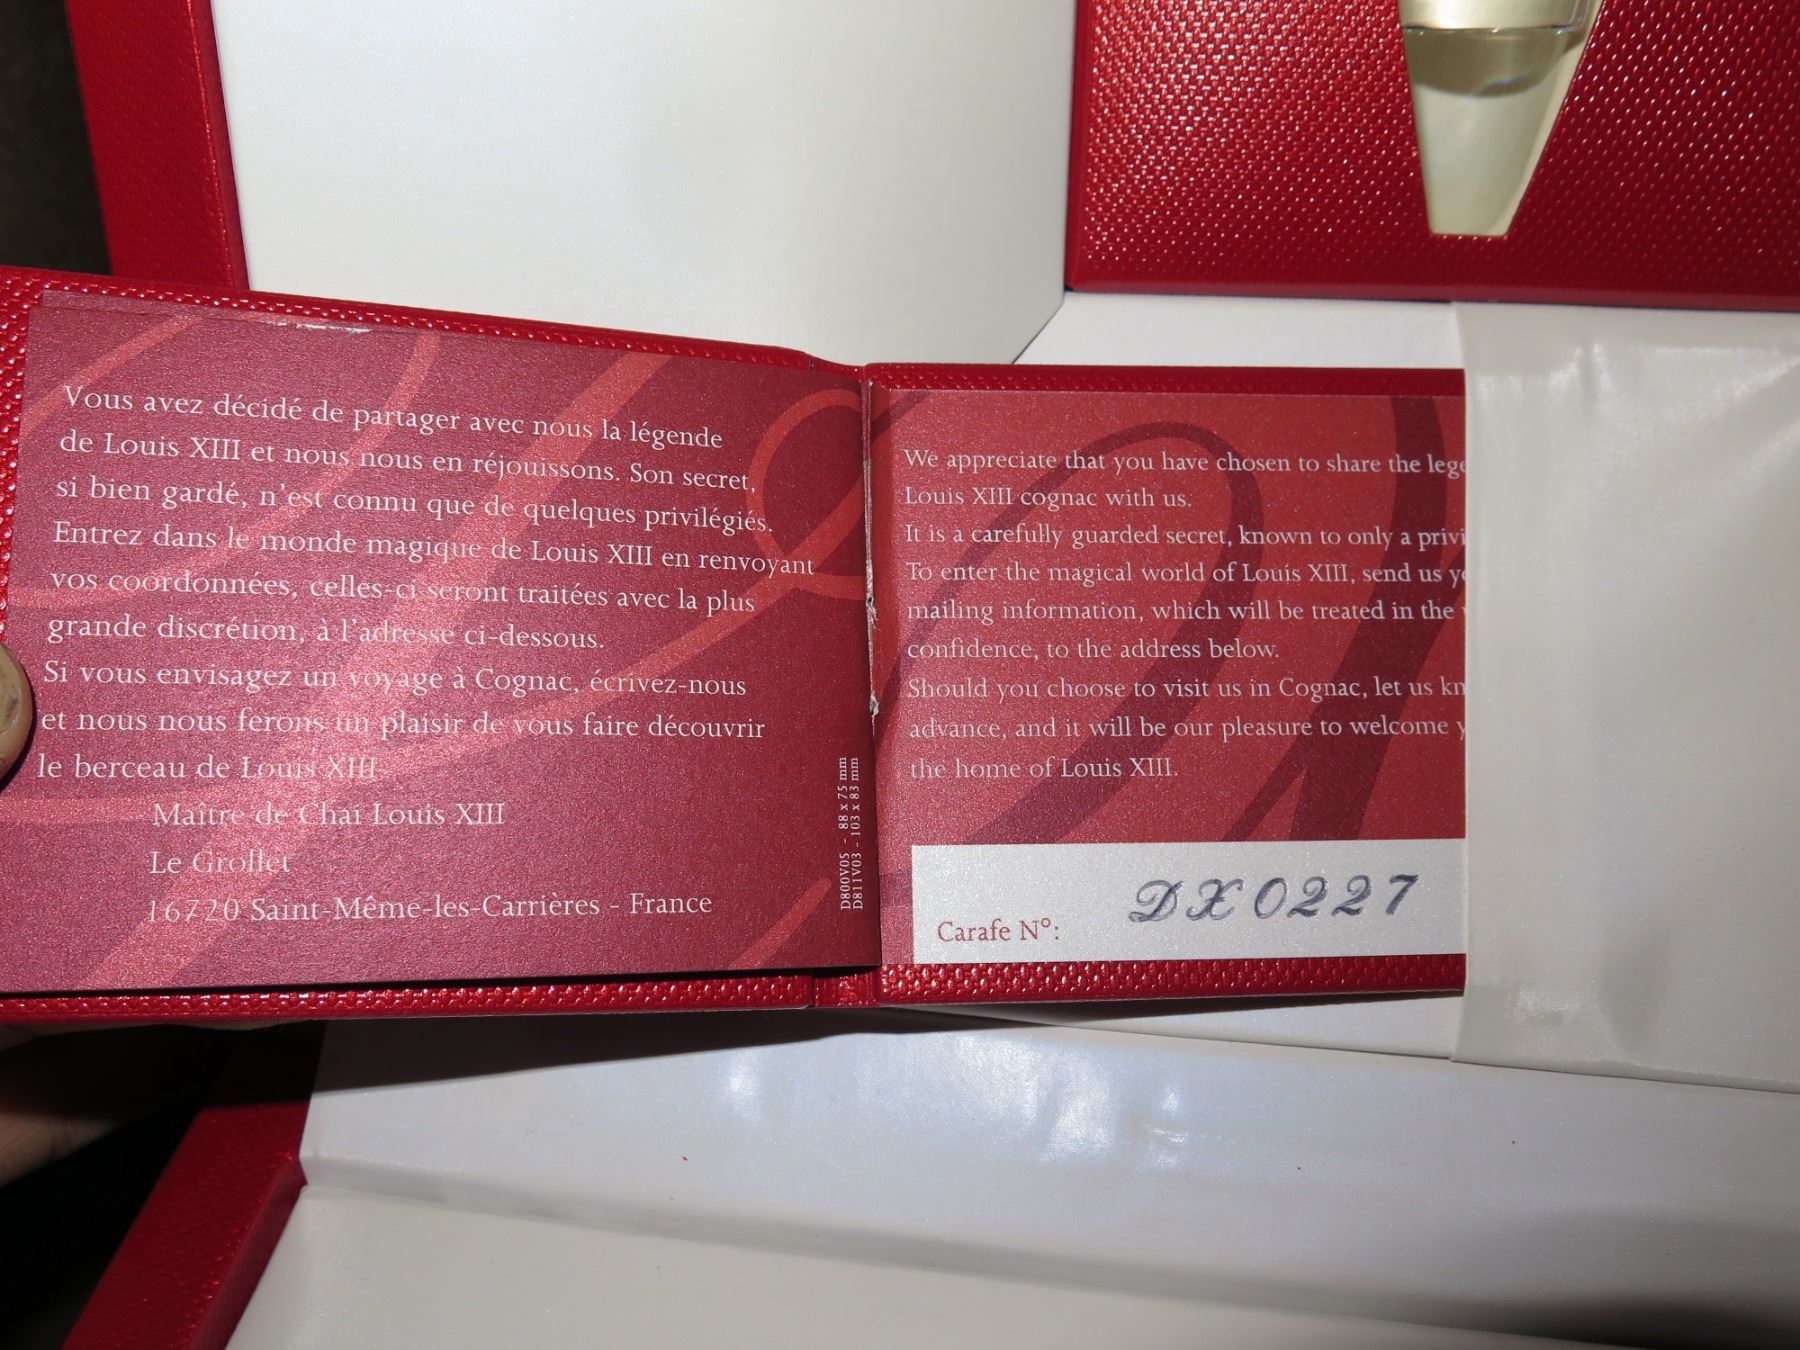 Vous avez décidé de partager avec nous la légende
de Louis XIII et nous nous en réjouissons. Son secret,
si bien gardé, n'est connu que de quelques privilégiés.
Entrez dans le monde magique de Louis XIII en renvoyant
vos coordonnées, celles-ci seront traitées avec la plus
grande discrétion, à l'adresse ci-dessous.
Si vous envisagez un voyage à Cognac, écrivez-nous
et nous nous ferons un plaisir de vous faire découvrir
le berceau de Louis XIII.
Maître de Chai Louis XIII
Le Grollet
16720 Saint-Même-les-Carrières - France
D800V05 - 88 x 75 mm
D811V03 - 103 x 83 mm
We appreciate that you have chosen to share the
Louis XIII cognac with us.
It is a carefully guarded secret, known to only a
To enter the magical world of Louis XIII, send us
mailing information, which will be treated in the
confidence, to the address below.
Should you choose to visit us in Cognac, let us
advance, and it will be our pleasure to welcome
the home of Louis XIII.
Carafe N°: DX0227